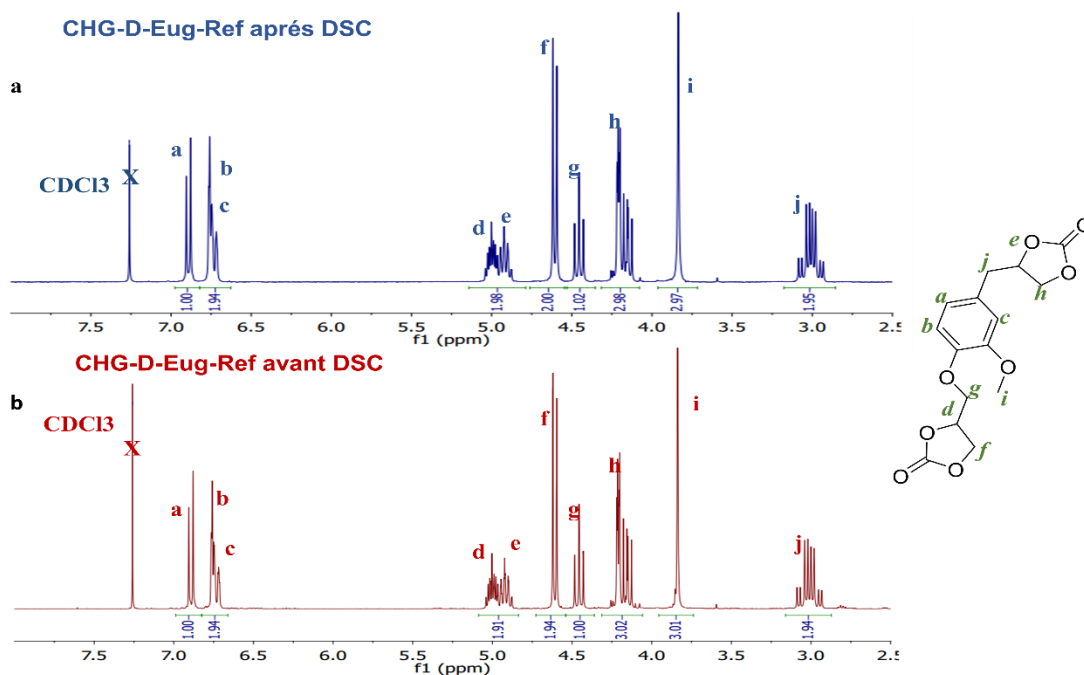 CHG-D-Eug-Ref aprés DSC
a
CDCl3
X
a
b
c
d
e
f
g
h
i
j
1.00
1.94
1.98
2.00
1.02
2.98
2.97
1.95
7.5 7.0 6.5 6.0 5.5 5.0 4.5 4.0 3.5 3.0 2.5
f1 (ppm)
CHG-D-Eug-Ref avant DSC
b
CDCl3
X
a
b
c
d
e
f
g
h
i
j
1.00
1.94
1.91
1.94
1.00
3.02
3.01
1.94
7.5 7.0 6.5 6.0 5.5 5.0 4.5 4.0 3.5 3.0 2.5
f1 (ppm)
O
e
O
j
O
h
a
c
b
O
O
g
i
d
O
f
O
O